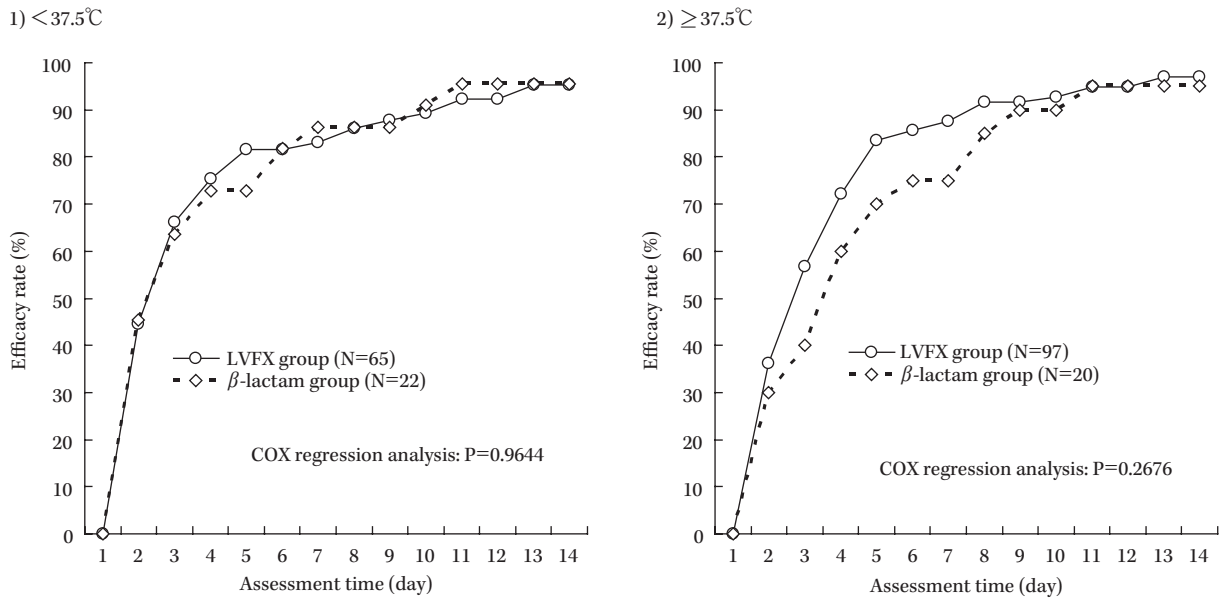 1) <37.5℃
100
90
80
70
60
50
40
30
20
10
0
Efficacy rate (%)
LVFX group (N=65)
β-lactam group (N=22)
COX regression analysis: P=0.9644
1 2 3 4 5 6 7 8 9 10 11 12 13 14
Assessment time (day)
2) ≥37.5℃
100
90
80
70
60
50
40
30
20
10
0
Efficacy rate (%)
LVFX group (N=97)
β-lactam group (N=20)
COX regression analysis: P=0.2676
1 2 3 4 5 6 7 8 9 10 11 12 13 14
Assessment time (day)